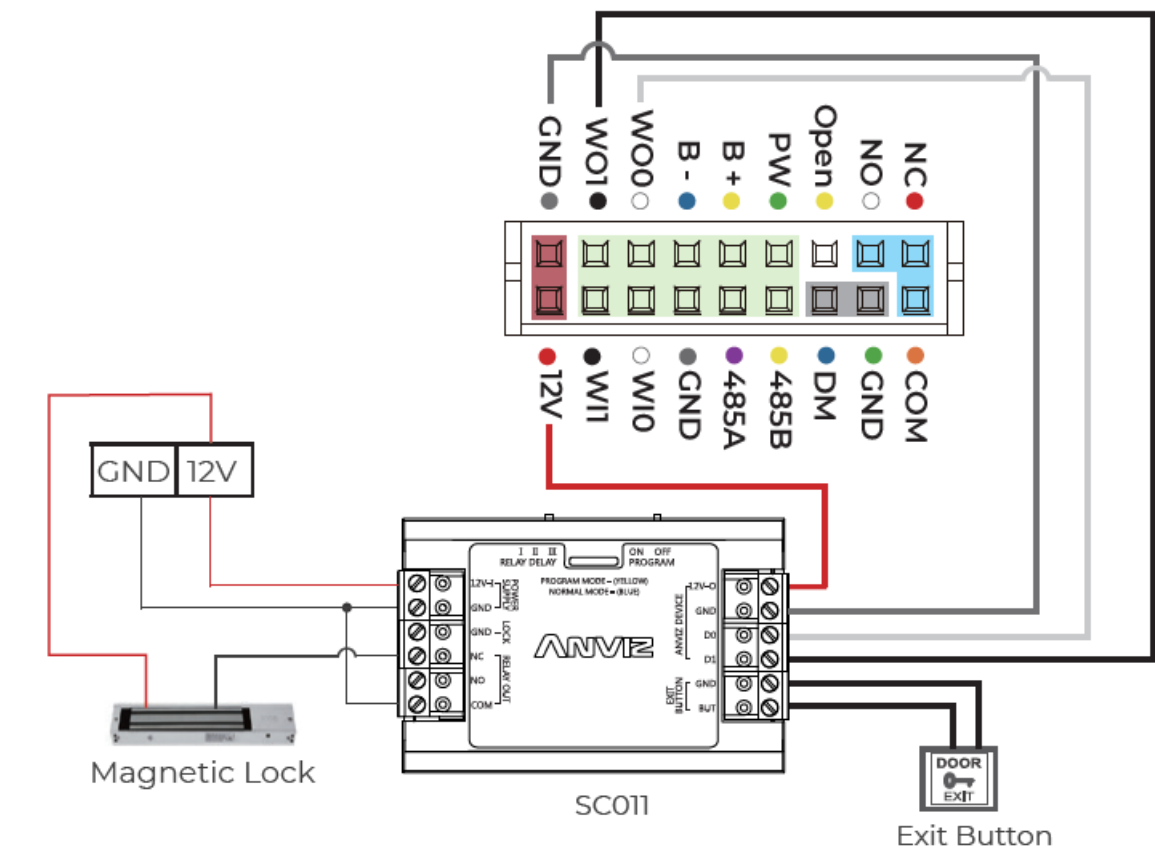 GND WO1 WO0 B - B + PW Open NO NC
12V WI1 WI0 GND 485A 485B DM GND COM
GND 12V
I II III
RELAY DELAY
ON OFF
PROGRAM
PROGRAM MODE – (YELLOW)
NORMAL MODE – (BLUE)
12V-I
GND
POWER
SUPPLY
GND
LOCK
NC
NO
COM
RELAY OUT
ANVIZ
12V-O
GND
D0
D1
ANVIZ DEVICE
GND
BUT
EXIT
BUTTON
DOOR
EXIT
Magnetic Lock
SC011
Exit Button